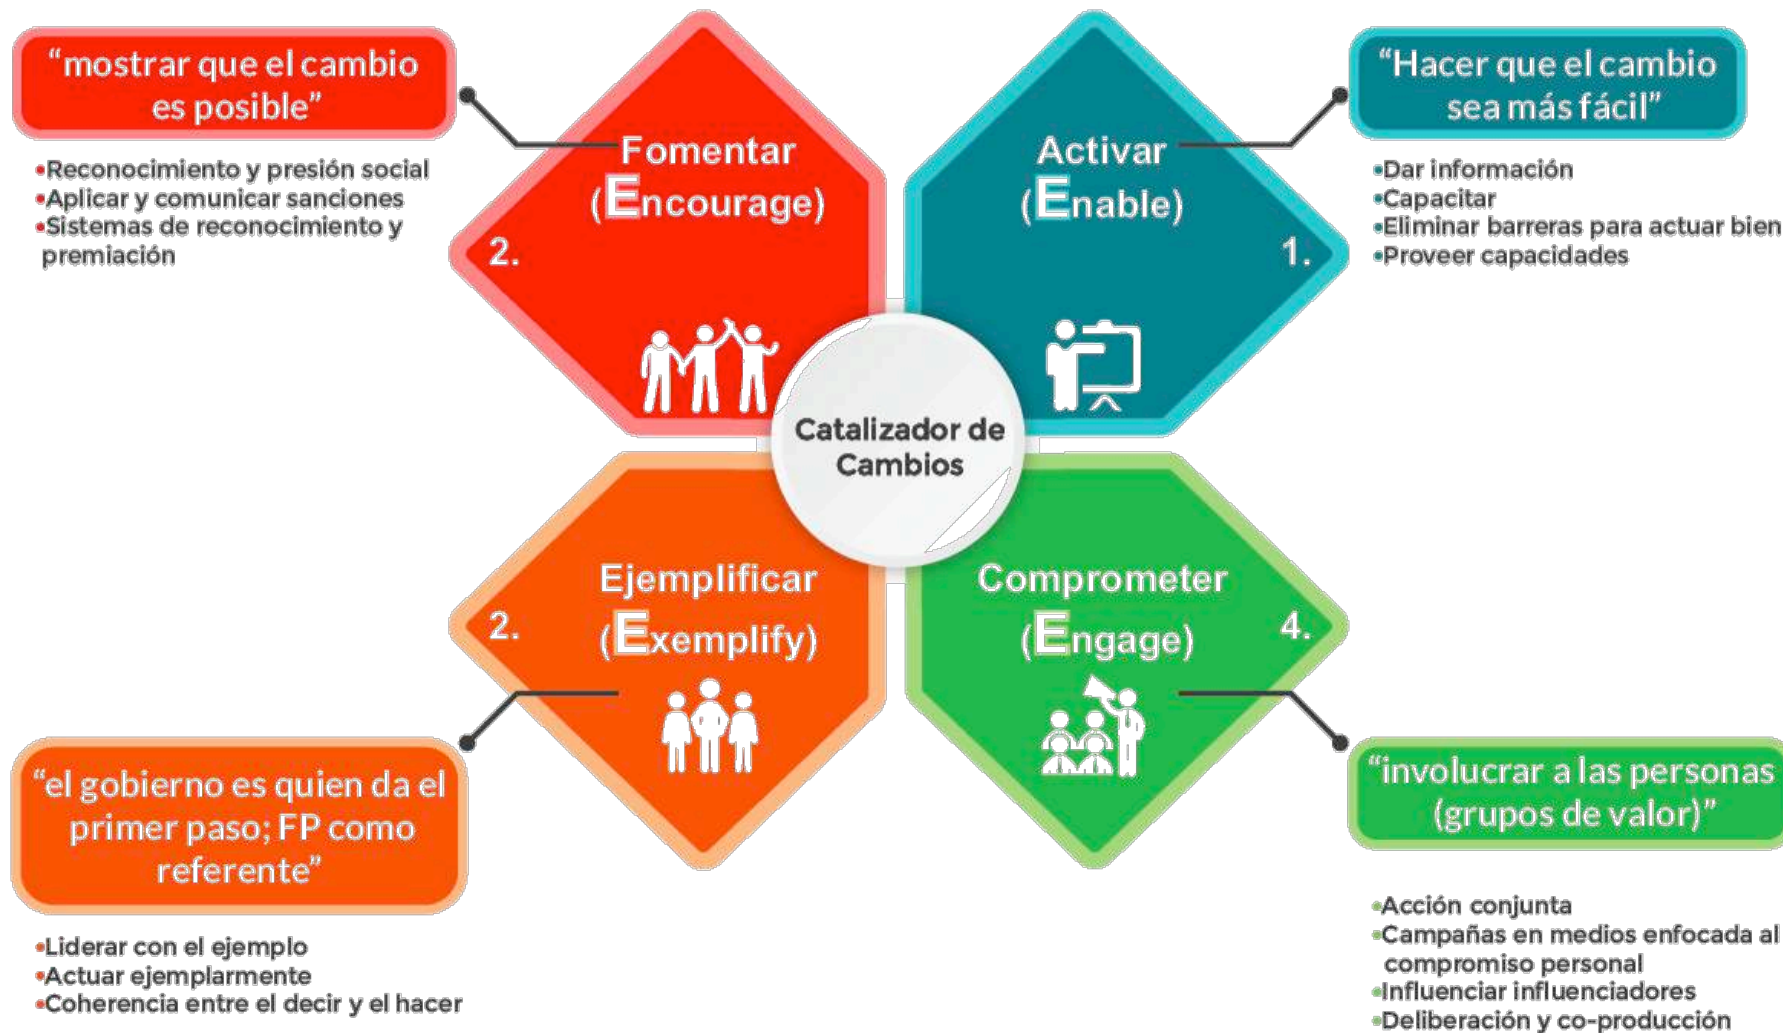 “mostrar que el cambio
es posible”
•Reconocimiento y presión social
•Aplicar y comunicar sanciones
•Sistemas de reconocimiento y
premiación
Fomentar
(Encourage)
2.
Activar
(Enable)
1.
“Hacer que el cambio
sea más fácil”
•Dar información
•Capacitar
•Eliminar barreras para actuar bien
•Proveer capacidades
Catalizador de
Cambios
Ejemplificar
(Exemplify)
2.
“el gobierno es quien da el
primer paso; FP como
referente”
•Liderar con el ejemplo
•Actuar ejemplarmente
•Coherencia entre el decir y el hacer
Comprometer
(Engage)
4.
“involucrar a las personas
(grupos de valor)”
•Acción conjunta
•Campañas en medios enfocada al
compromiso personal
•Influenciar influenciadores
•Deliberación y co-producción